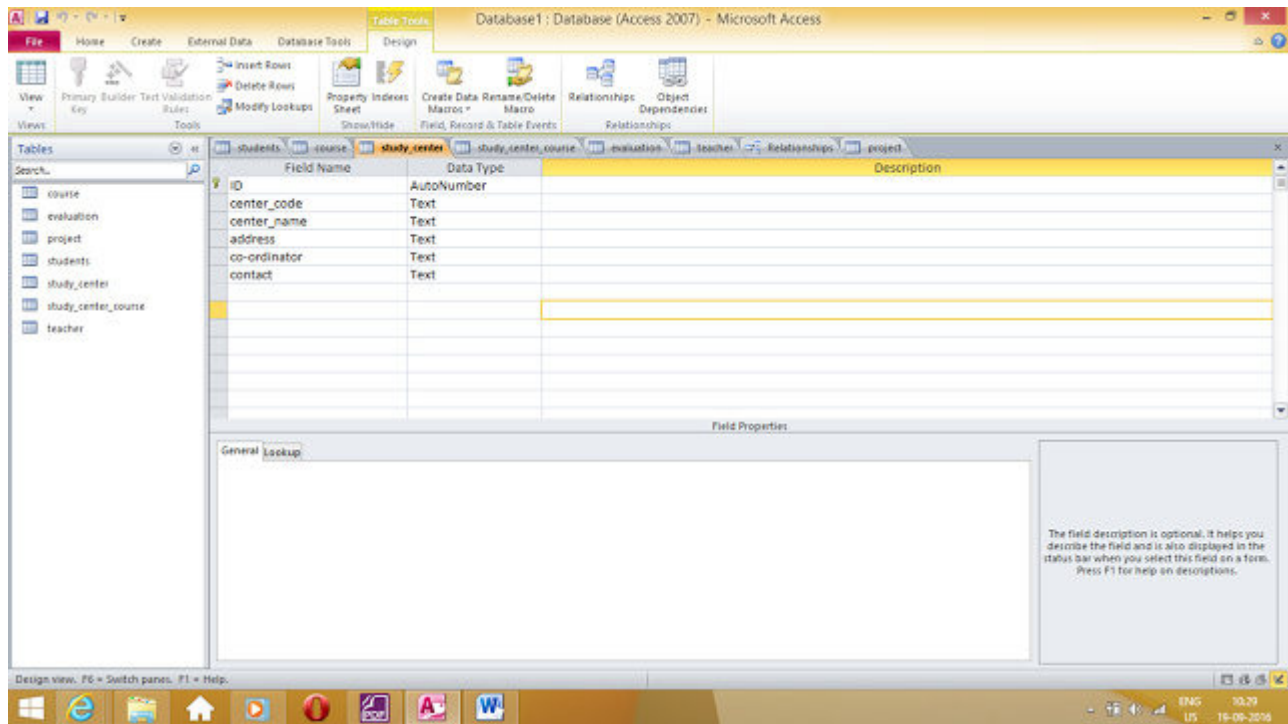 Table Tools
Database1 : Database (Access 2007) - Microsoft Access
File Home Create External Data Database Tools Design
View
Primary Key
Builder
Test Validation Rules
Insert Rows
Delete Rows
Modify Lookups
Property Sheet
Indexes
Create Data Macros
Rename/Delete Macro
Relationships
Object Dependencies
Views Tools Show/Hide Field, Record & Table Events Relationships
Tables students course study_center study_center_course evaluation teacher Relationships project
Search.. Field Name Data Type Description
ID AutoNumber
center_code Text
center_name Text
address Text
co-ordinator Text
contact Text
course
evaluation
project
students
study_center
study_center_course
teacher
Field Properties
General Lookup
The field description is optional. It helps you
describe the field and is also displayed in the
status bar when you select this field on a form.
Press F1 for help on descriptions.
Design view. F6 = Switch panes. F1 = Help.
PDF A W ENG 10:29
US 19-09-2016